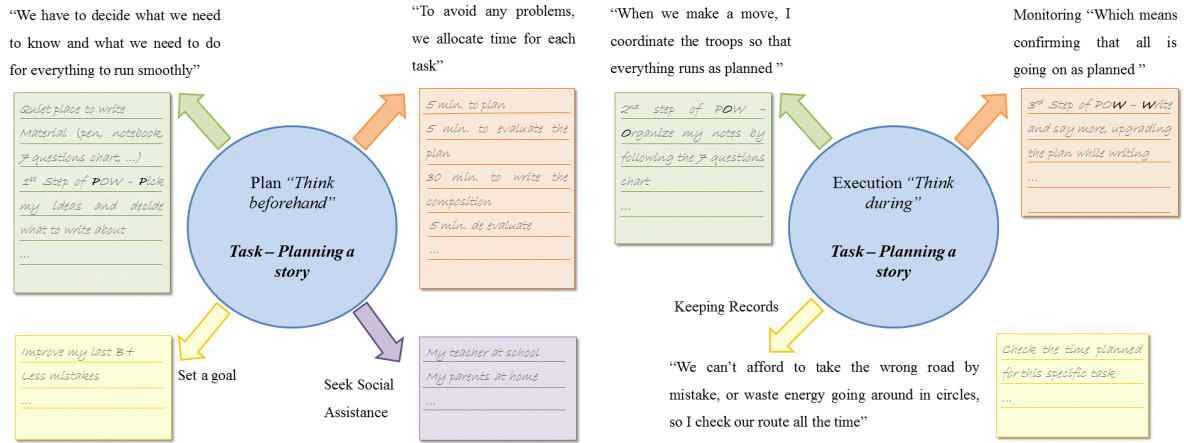 “We have to decide what we need
to know and what we need to do
for everything to run smoothly”
Quiet place to write
Material (pen, notebook,
7 questions chart, ...)
1st Step of POW - Pick
my ideas and decide
what to write about
...
“To avoid any problems,
we allocate time for each
task”
5 min. to plan
5 min. to evaluate the
plan
30 min. to write the
composition
5 min. de evaluate
...
Plan “Think
beforehand”
Task – Planning a
story
Improve my last B+
Less mistakes
...
Set a goal
Seek Social
Assistance
My teacher at school
My parents at home
...
“When we make a move, I
coordinate the troops so that
everything runs as planned ”
2nd step of POW -
Organize my notes by
following the 7 questions
chart
...
Monitoring “Which means
confirming that all is
going on as planned ”
3rd Step of POW - Write
and say more, upgrading
the plan while writing
...
Execution “Think
during”
Task – Planning a
story
Keeping Records
“We can’t afford to take the wrong road by
mistake, or waste energy going around in circles,
so I check our route all the time”
Check the time planned
for this specific task
...